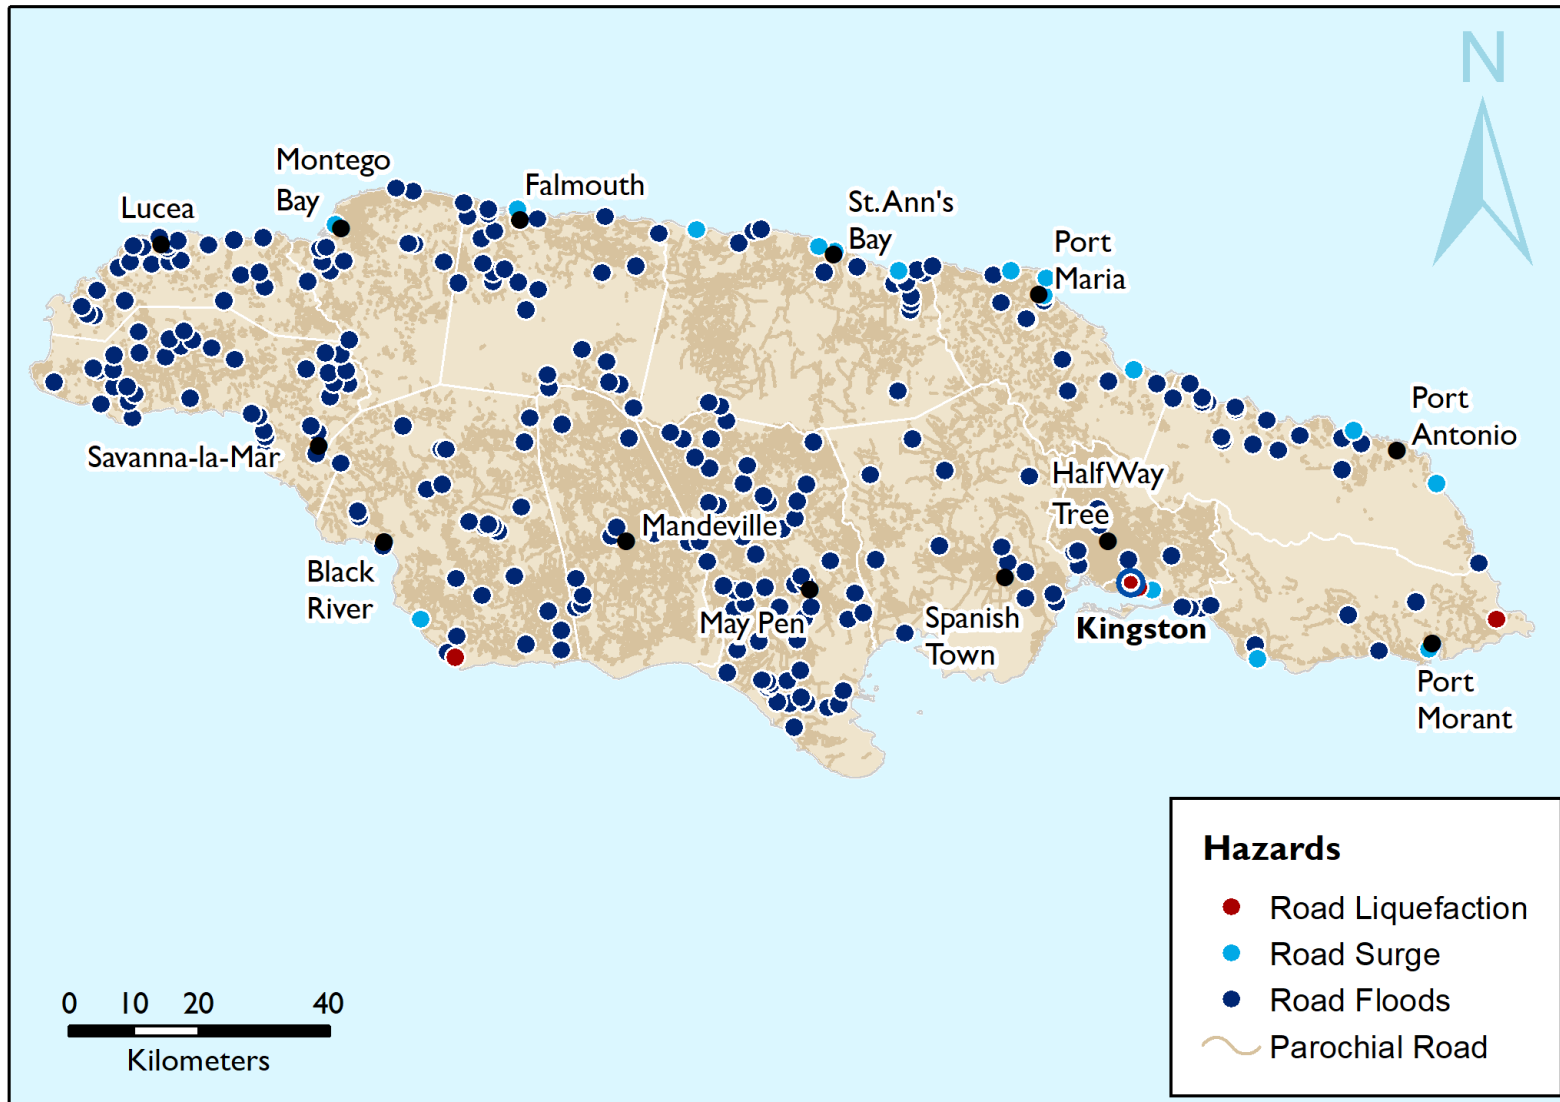 N
Montego
Bay
Falmouth
Lucea
St.Ann's
Bay
Port
Maria
Port
Antonio
Savanna-la-Mar
HalfWay
Tree
Mandeville
Black
River
May Pen
Spanish
Town
Kingston
Port
Morant
Hazards
Road Liquefaction
Road Surge
Road Floods
Parochial Road
0 10 20 40
Kilometers